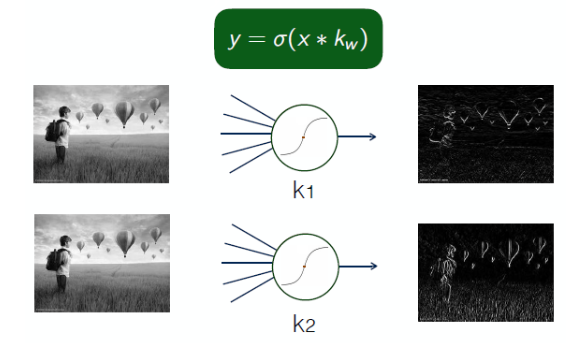 y = σ(x ∗ k_w)
k1
k2